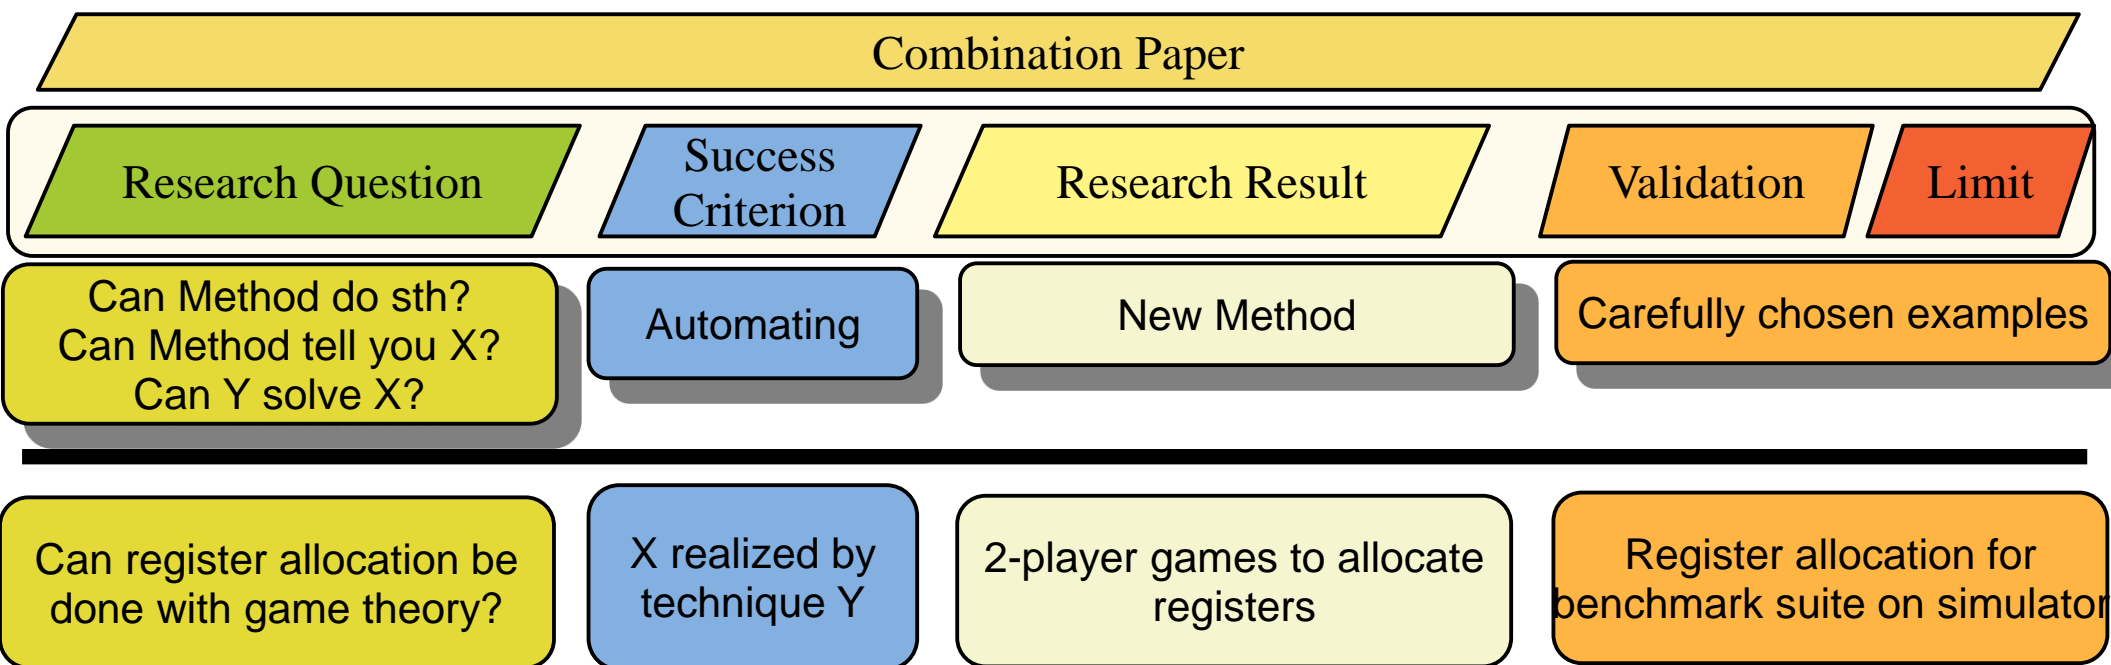 Combination Paper
Research Question
Success
Criterion
Research Result
Validation
Limit
Can Method do sth?
Can Method tell you X?
Can Y solve X?
Automating
New Method
Carefully chosen examples
Can register allocation be
done with game theory?
X realized by
technique Y
2-player games to allocate
registers
Register allocation for
benchmark suite on simulator